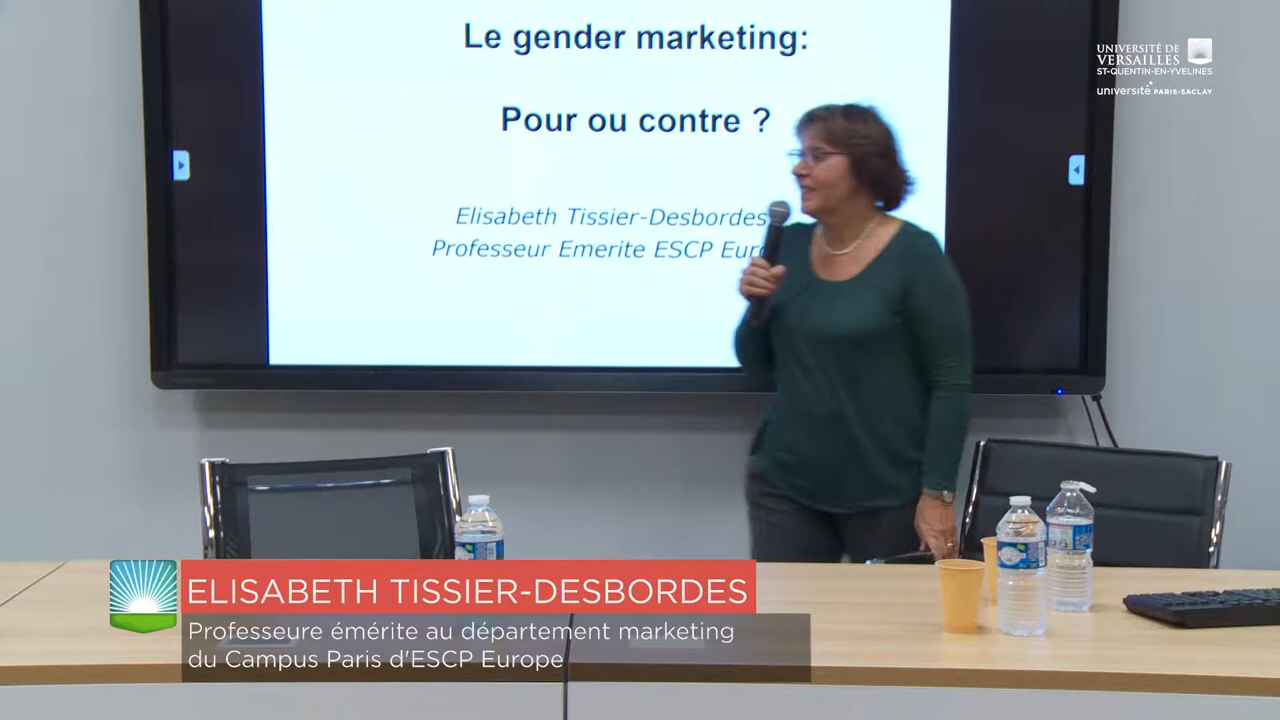 Le gender marketing:
Pour ou contre ?
Elisabeth Tissier-Desbordes
Professeur Emerite ESCP
UNIVERSITÉ DE
VERSAILLES
ST-QUENTIN-EN-YVELINES
université PARIS-SACLAY
ELISABETH TISSIER-DESBORDES
Professeure émérite au département marketing
du Campus Paris d'ESCP Europe